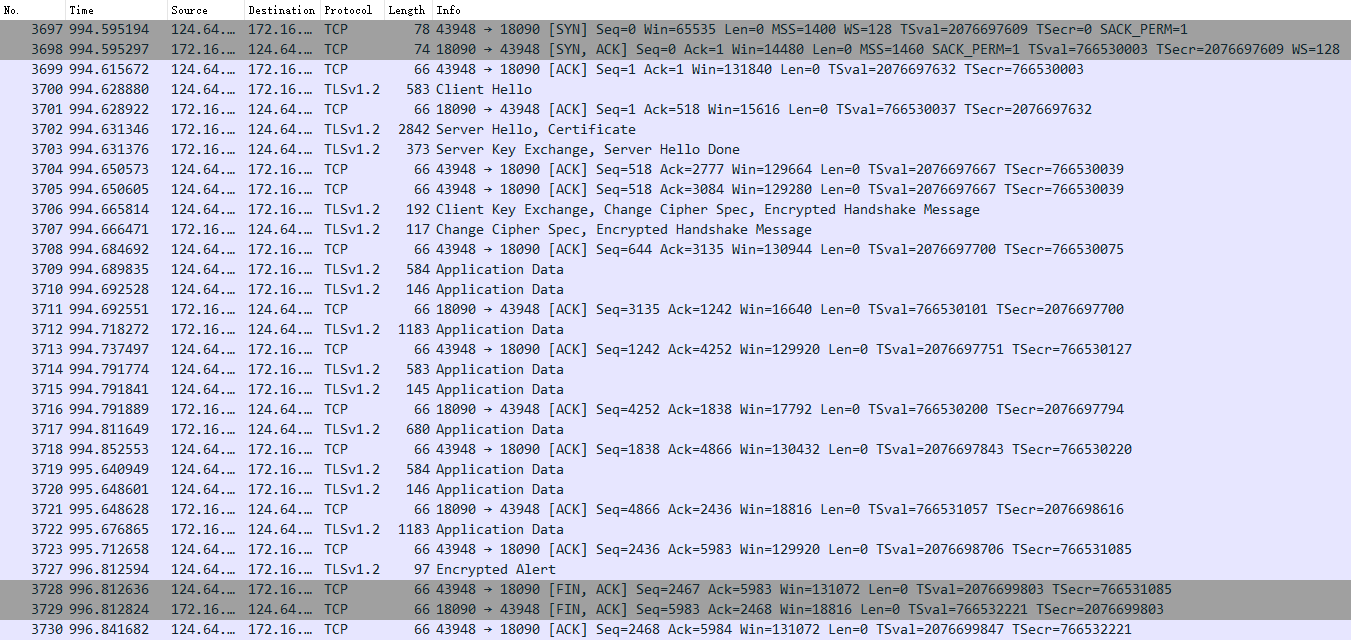 No. Time Source Destination Protocol Length Info
3697 994.595194 124.64.… 172.16.… TCP 78 43948 → 18090 [SYN] Seq=0 Win=65535 Len=0 MSS=1400 WS=128 TSval=2076697609 TSecr=0 SACK_PERM=1
3698 994.595297 172.16.… 124.64.… TCP 74 18090 → 43948 [SYN, ACK] Seq=0 Ack=1 Win=14480 Len=0 MSS=1460 SACK_PERM=1 TSval=766530003 TSecr=2076697609 WS=128
3699 994.615672 124.64.… 172.16.… TCP 66 43948 → 18090 [ACK] Seq=1 Ack=1 Win=131840 Len=0 TSval=2076697632 TSecr=766530003
3700 994.628880 124.64.… 172.16.… TLSv1.2 583 Client Hello
3701 994.628922 172.16.… 124.64.… TCP 66 18090 → 43948 [ACK] Seq=1 Ack=518 Win=15616 Len=0 TSval=766530037 TSecr=2076697632
3702 994.631346 172.16.… 124.64.… TLSv1.2 2842 Server Hello, Certificate
3703 994.631376 172.16.… 124.64.… TLSv1.2 373 Server Key Exchange, Server Hello Done
3704 994.650573 124.64.… 172.16.… TCP 66 43948 → 18090 [ACK] Seq=518 Ack=2777 Win=129664 Len=0 TSval=2076697667 TSecr=766530039
3705 994.650605 124.64.… 172.16.… TCP 66 43948 → 18090 [ACK] Seq=518 Ack=3084 Win=129280 Len=0 TSval=2076697667 TSecr=766530039
3706 994.665814 124.64.… 172.16.… TLSv1.2 192 Client Key Exchange, Change Cipher Spec, Encrypted Handshake Message
3707 994.666471 172.16.… 124.64.… TLSv1.2 117 Change Cipher Spec, Encrypted Handshake Message
3708 994.684692 124.64.… 172.16.… TCP 66 43948 → 18090 [ACK] Seq=644 Ack=3135 Win=130944 Len=0 TSval=2076697700 TSecr=766530075
3709 994.689835 124.64.… 172.16.… TLSv1.2 584 Application Data
3710 994.692528 124.64.… 172.16.… TLSv1.2 146 Application Data
3711 994.692551 172.16.… 124.64.… TCP 66 18090 → 43948 [ACK] Seq=3135 Ack=1242 Win=16640 Len=0 TSval=766530101 TSecr=2076697700
3712 994.718272 172.16.… 124.64.… TLSv1.2 1183 Application Data
3713 994.737497 124.64.… 172.16.… TCP 66 43948 → 18090 [ACK] Seq=1242 Ack=4252 Win=129920 Len=0 TSval=2076697751 TSecr=766530127
3714 994.791774 124.64.… 172.16.… TLSv1.2 583 Application Data
3715 994.791841 124.64.… 172.16.… TLSv1.2 145 Application Data
3716 994.791889 172.16.… 124.64.… TCP 66 18090 → 43948 [ACK] Seq=4252 Ack=1838 Win=17792 Len=0 TSval=766530200 TSecr=2076697794
3717 994.811649 172.16.… 124.64.… TLSv1.2 680 Application Data
3718 994.852553 124.64.… 172.16.… TCP 66 43948 → 18090 [ACK] Seq=1838 Ack=4866 Win=130432 Len=0 TSval=2076697843 TSecr=766530220
3719 995.640949 124.64.… 172.16.… TLSv1.2 584 Application Data
3720 995.648601 124.64.… 172.16.… TLSv1.2 146 Application Data
3721 995.648628 172.16.… 124.64.… TCP 66 18090 → 43948 [ACK] Seq=4866 Ack=2436 Win=18816 Len=0 TSval=766531057 TSecr=2076698616
3722 995.676865 172.16.… 124.64.… TLSv1.2 1183 Application Data
3723 995.712658 124.64.… 172.16.… TCP 66 43948 → 18090 [ACK] Seq=2436 Ack=5983 Win=129920 Len=0 TSval=2076698706 TSecr=766531085
3727 996.812594 124.64.… 172.16.… TLSv1.2 97 Encrypted Alert
3728 996.812636 124.64.… 172.16.… TCP 66 43948 → 18090 [FIN, ACK] Seq=2467 Ack=5983 Win=131072 Len=0 TSval=2076699803 TSecr=766531085
3729 996.812824 172.16.… 124.64.… TCP 66 18090 → 43948 [FIN, ACK] Seq=5983 Ack=2468 Win=18816 Len=0 TSval=766532221 TSecr=2076699803
3730 996.841682 124.64.… 172.16.… TCP 66 43948 → 18090 [ACK] Seq=2468 Ack=5984 Win=131072 Len=0 TSval=2076699847 TSecr=766532221